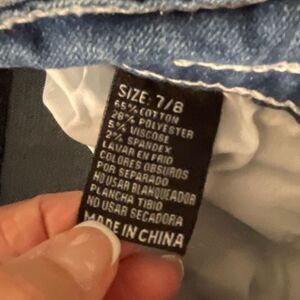 SIZE: 7/8
65% COTTON
28% POLYESTER
5% VISCOSE
2% SPANDEX
LAVAR EN FRIO
COLORES OBSUROS
POR SEPARADO
NO USAR BLANQUEADOR
PLANCHA TIBIO
NO USAR SECADORA
MADE IN CHINA